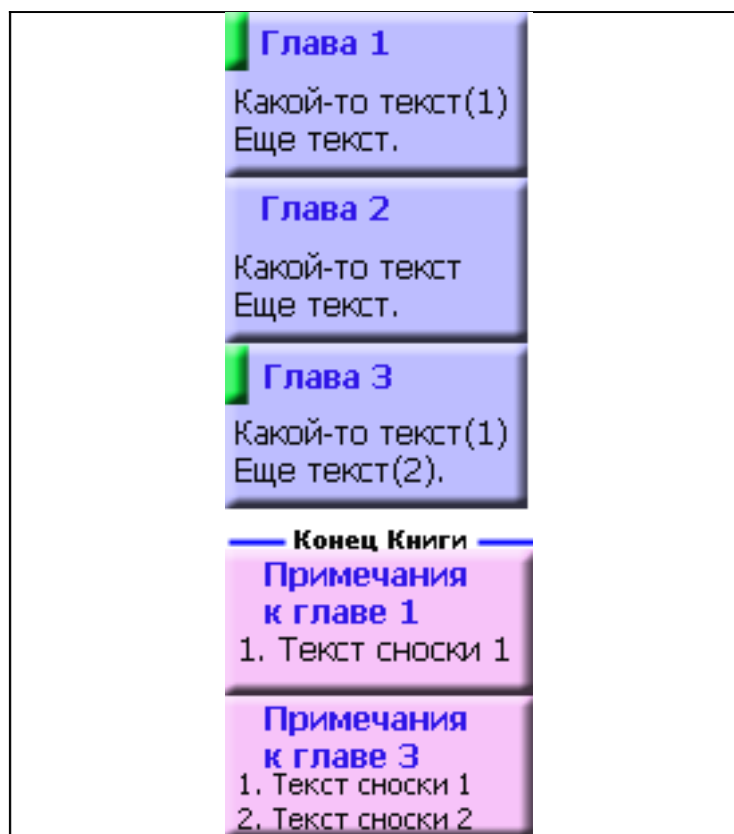 Глава 1
Какой-то текст(1)
Еще текст.
Глава 2
Какой-то текст
Еще текст.
Глава 3
Какой-то текст(1)
Еще текст(2).
Конец Книги
Примечания
к главе 1
1. Текст сноски 1
Примечания
к главе 3
1. Текст сноски 1
2. Текст сноски 2